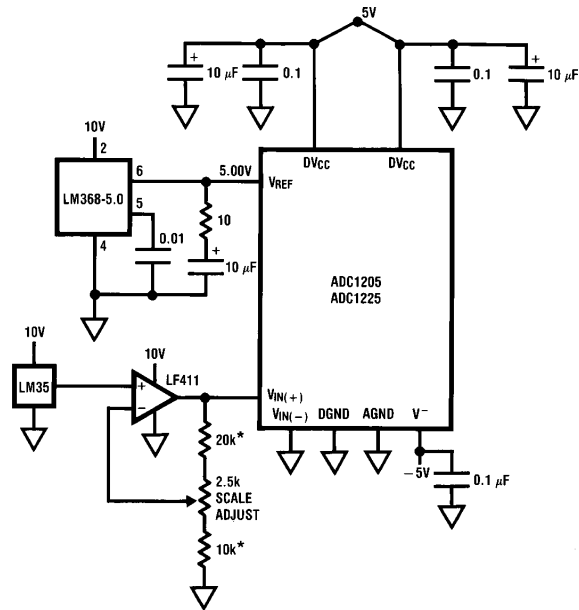 5V
+
10 µF
0.1
0.1
+
10 µF
10V
2
DVCC
DVCC
LM368-5.0
6
5.00V
VREF
5
10
4
0.01
+
10 µF
ADC1205
ADC1225
10V
10V
LF411
LM35
+
−
VIN(+)
VIN(−)
DGND
AGND
V−
20k*
−5V
0.1 µF
2.5k
SCALE
ADJUST
10k*